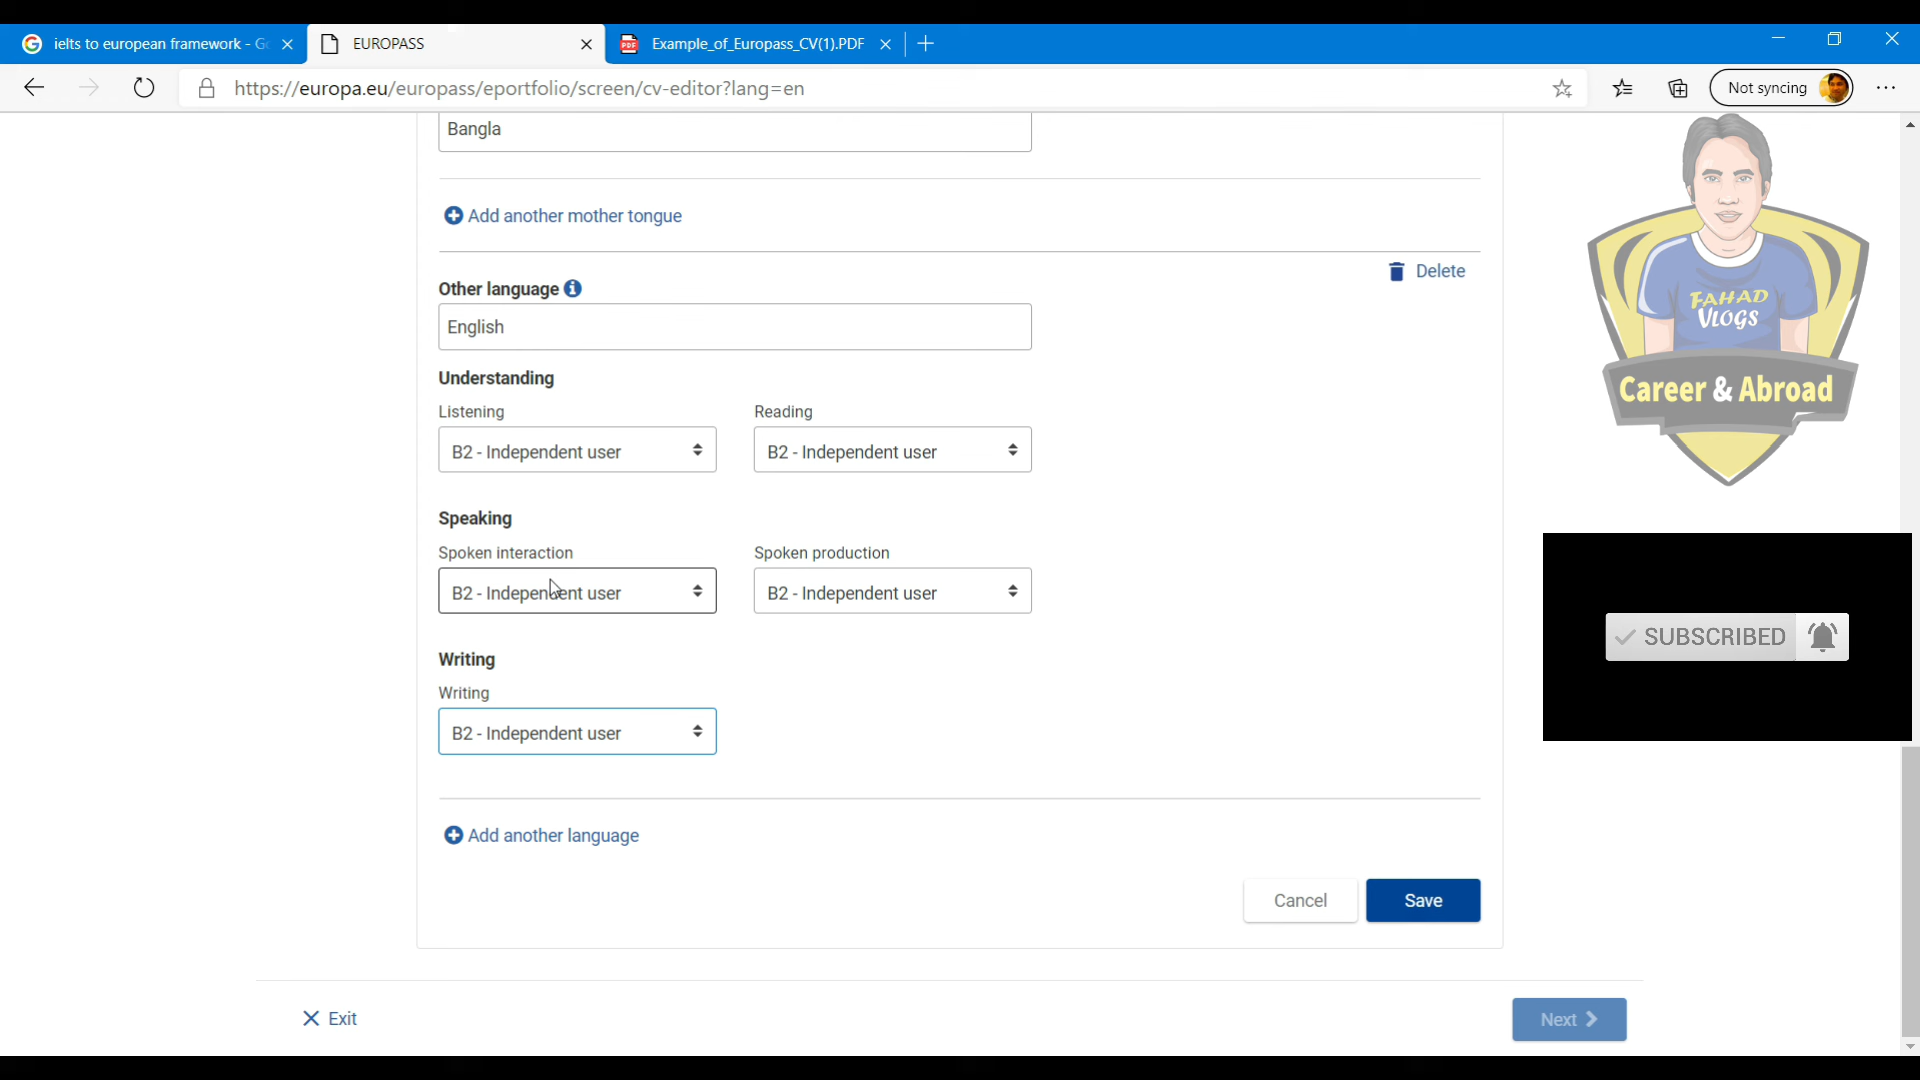 ielts to european framework - Go
EUROPASS
Example_of_Europass_CV(1).PDF
https://europa.eu/europass/eportfolio/screen/cv-editor?lang=en
Not syncing
Bangla
Add another mother tongue
Delete
Other language
English
Understanding
Listening
Reading
B2 - Independent user
B2 - Independent user
Speaking
Spoken interaction
Spoken production
B2 - Independent user
B2 - Independent user
Writing
Writing
B2 - Independent user
Add another language
Cancel
Save
Exit
Next
FAHAD
VLOGS
Career & Abroad
SUBSCRIBED
PDF